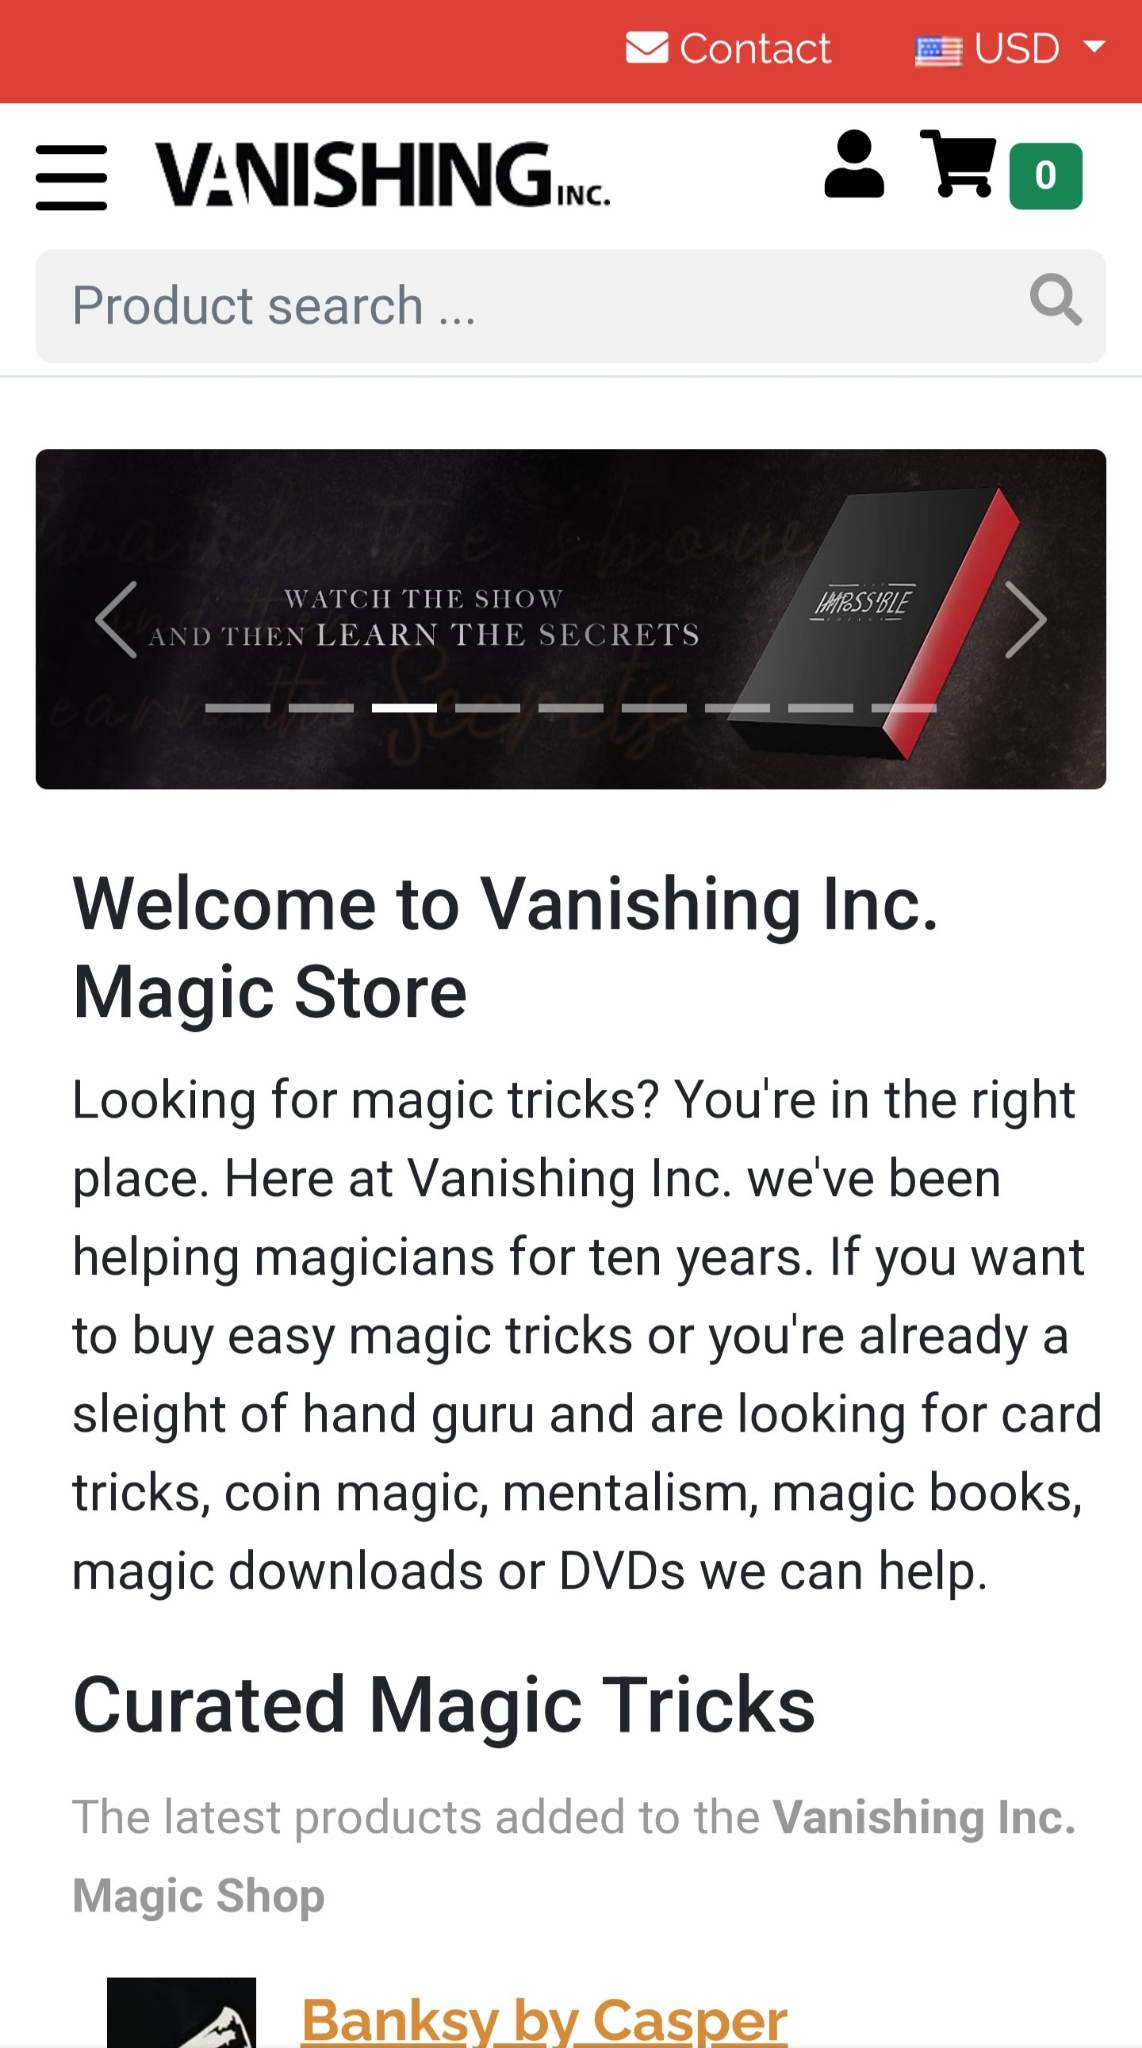 Contact
USD
VANISHING INC.
0
Product search ...
WATCH THE SHOW
AND THEN LEARN THE SECRETS
IMPOSSIBLE
Welcome to Vanishing Inc.
Magic Store
Looking for magic tricks? You're in the right
place. Here at Vanishing Inc. we've been
helping magicians for ten years. If you want
to buy easy magic tricks or you're already a
sleight of hand guru and are looking for card
tricks, coin magic, mentalism, magic books,
magic downloads or DVDs we can help.
Curated Magic Tricks
The latest products added to the Vanishing Inc.
Magic Shop
Banksy by Casper